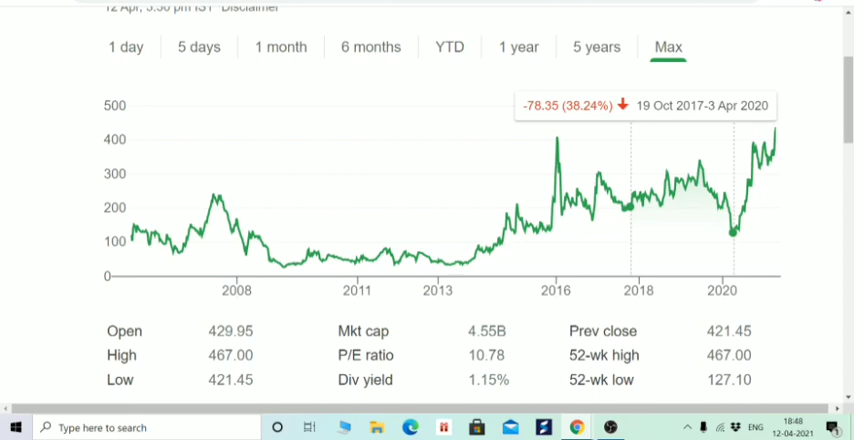 12 Apr, 3:30 pm IST Disclaimer
1 day 5 days 1 month 6 months YTD 1 year 5 years Max
-78.35 (38.24%) 19 Oct 2017-3 Apr 2020
500
400
300
200
100
0
2008 2011 2013 2016 2018 2020
Open 429.95 Mkt cap 4.55B Prev close 421.45
High 467.00 P/E ratio 10.78 52-wk high 467.00
Low 421.45 Div yield 1.15% 52-wk low 127.10
Type here to search
ENG
18:48
12-04-2021
1